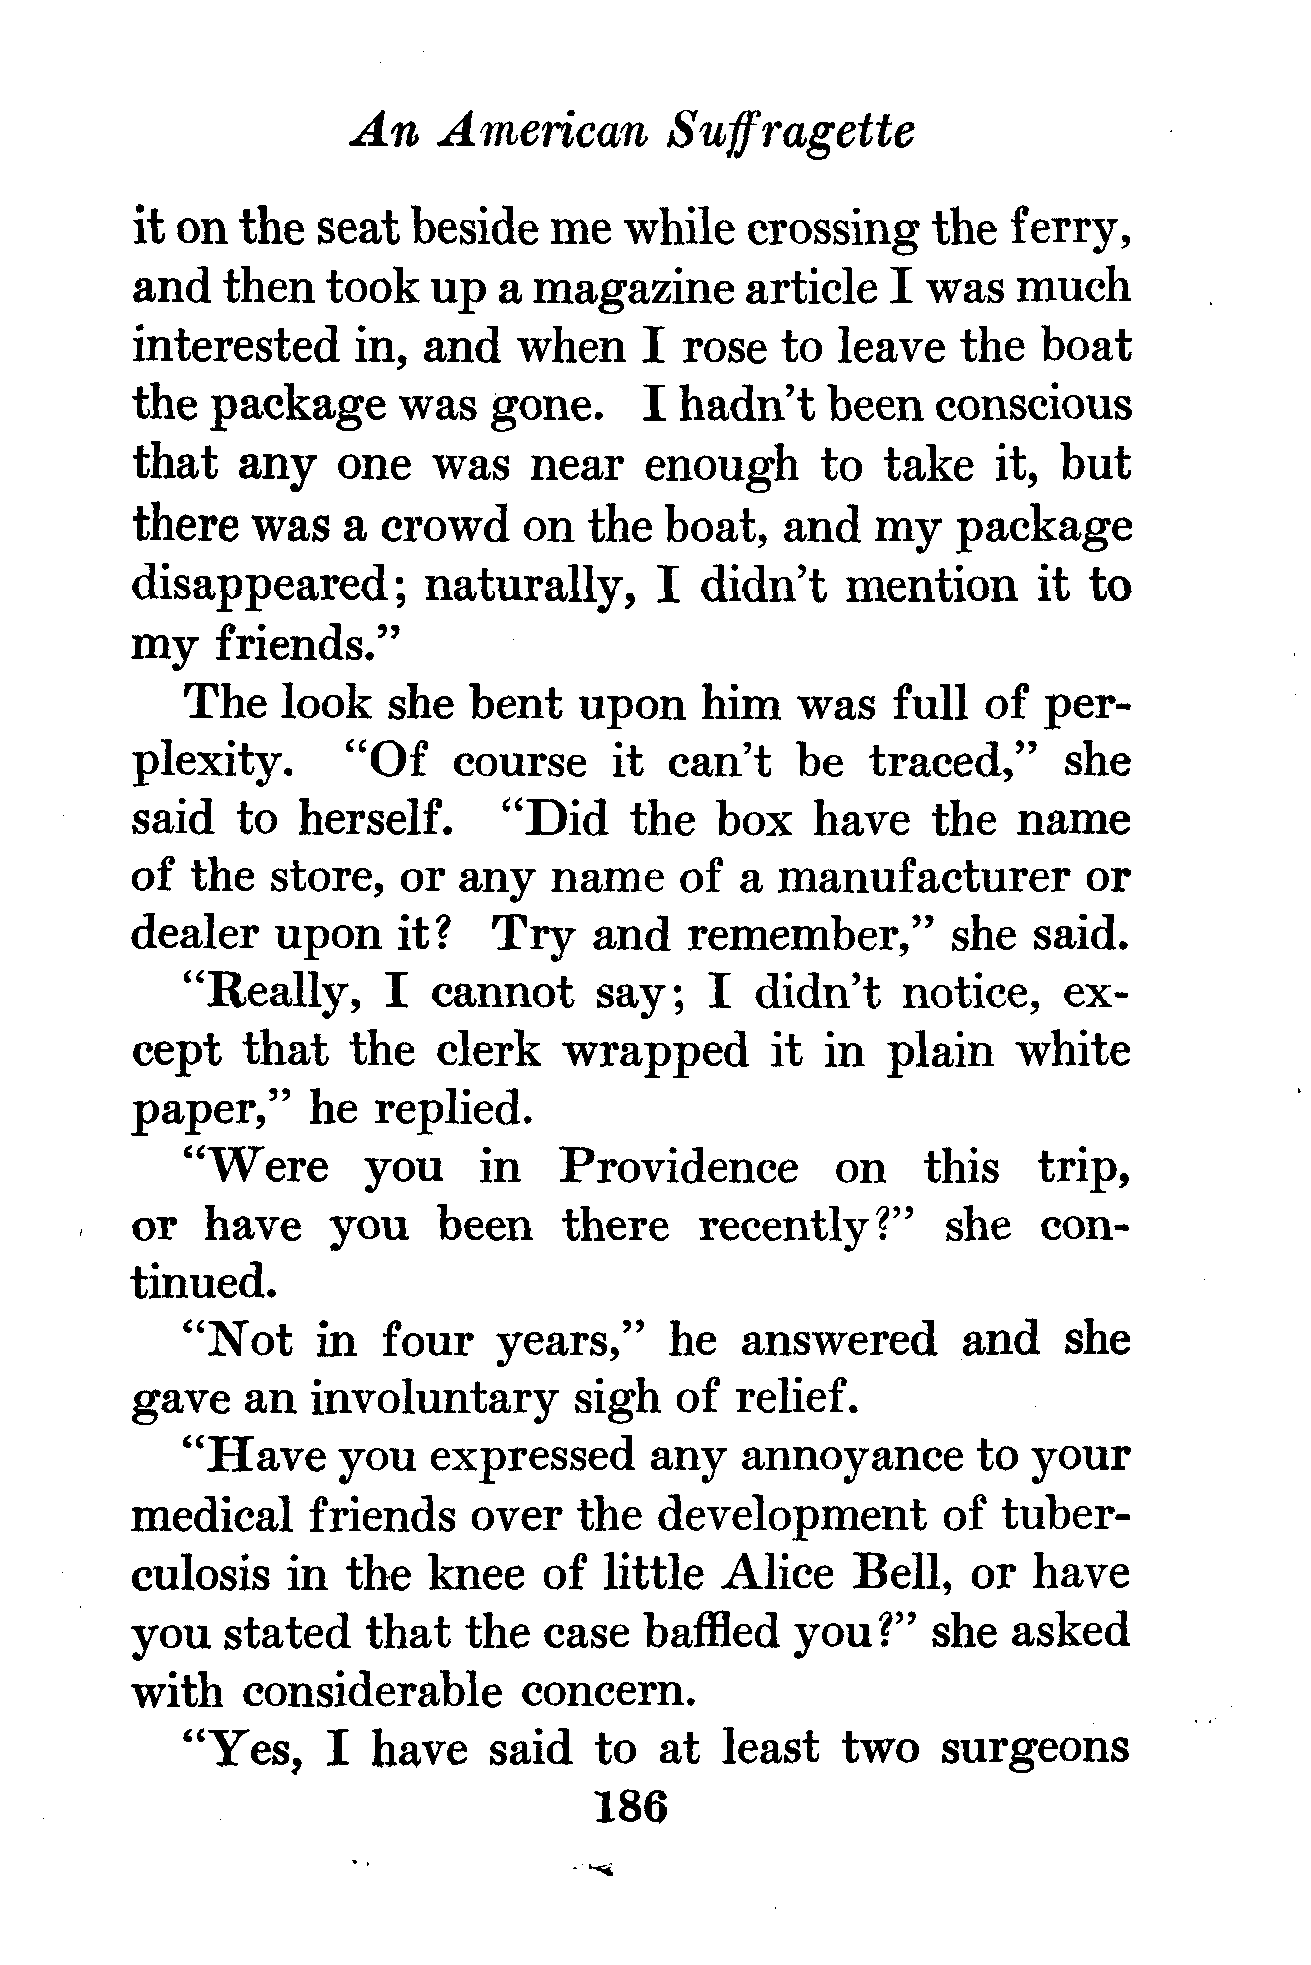 An American Suffragette
it on the seat beside me while crossing the ferry,
and then took up a magazine article I was much
interested in, and when I rose to leave the boat
the package was gone. I hadn't been conscious
that any one was near enough to take it, but
there was a crowd on the boat, and my package
disappeared; naturally, I didn't mention it to
my friends."
The look she bent upon him was full of per-
plexity. "Of course it can't be traced," she
said to herself. "Did the box have the name
of the store, or any name of a manufacturer or
dealer upon it? Try and remember," she said.
"Really, I cannot say; I didn't notice, ex-
cept that the clerk wrapped it in plain white
paper," he replied.
"Were you in Providence on this trip,
or have you been there recently?" she con-
tinued.
"Not in four years," he answered and she
gave an involuntary sigh of relief.
"Have you expressed any annoyance to your
medical friends over the development of tuber-
culosis in the knee of little Alice Bell, or have
you stated that the case baffled you?" she asked
with considerable concern.
"Yes, I have said to at least two surgeons
186